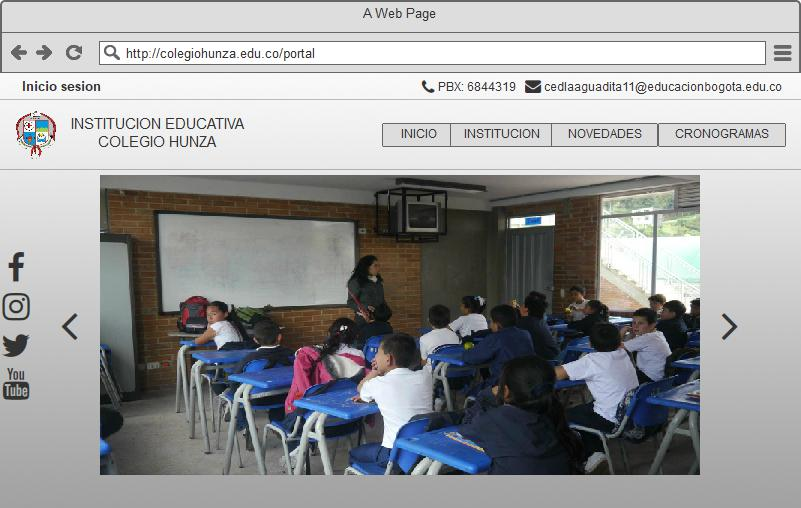 A Web Page
http://colegiohunza.edu.co/portal
Inicio sesion
PBX: 6844319
cedlaaguadita11@educacionbogota.edu.co
INSTITUCION EDUCATIVA
COLEGIO HUNZA
INICIO
INSTITUCION
NOVEDADES
CRONOGRAMAS
You
Tube